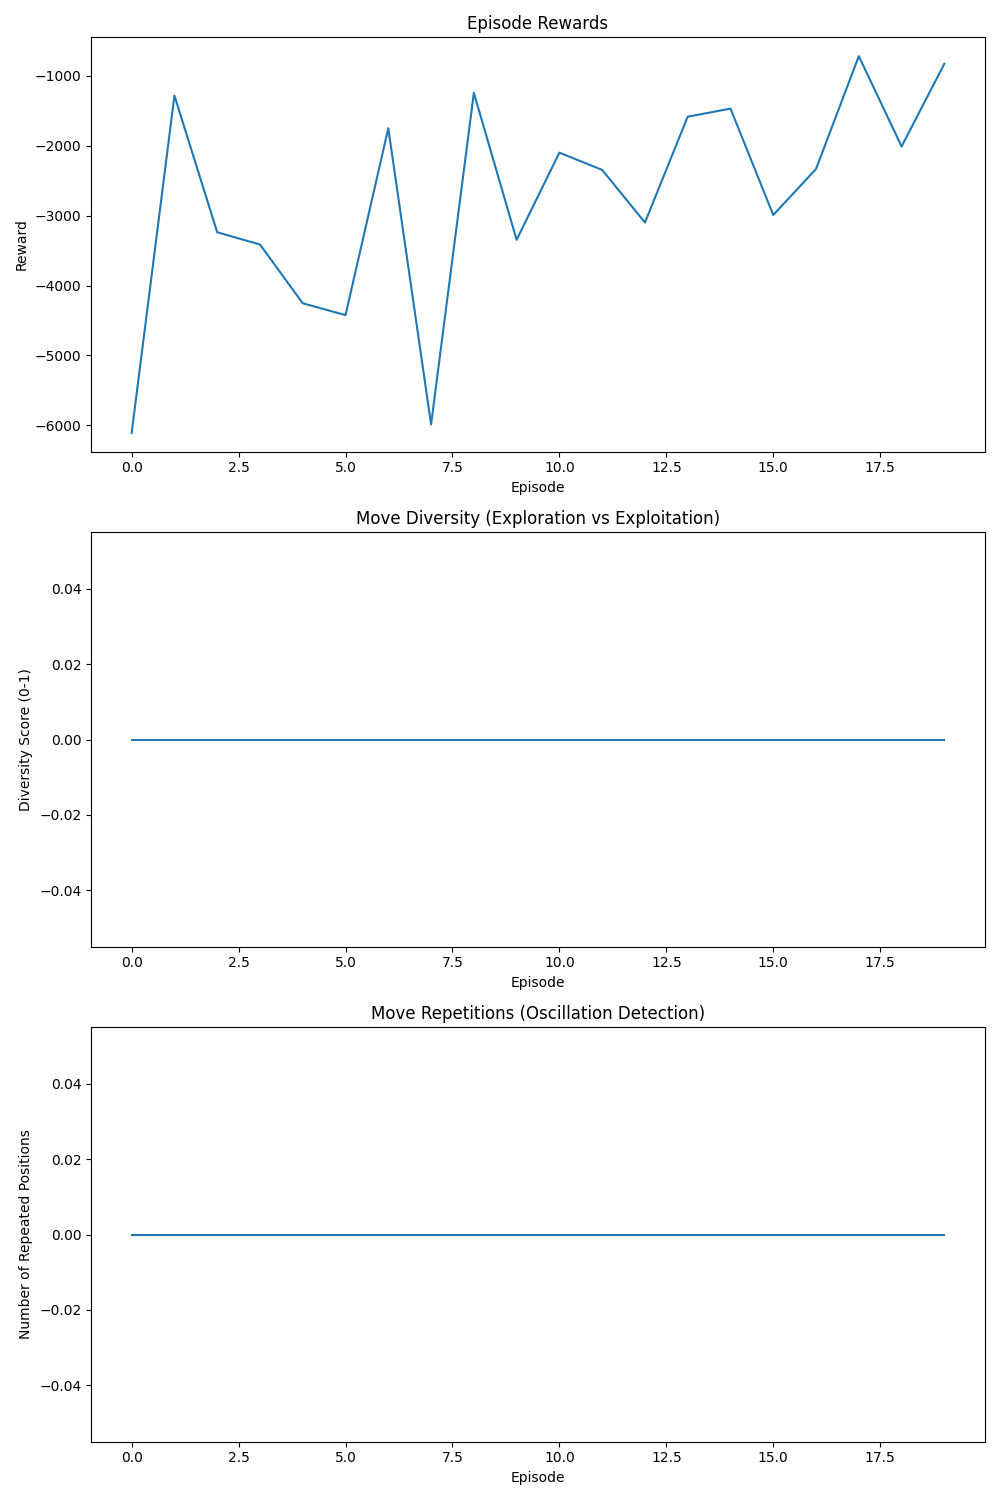 Episode Rewards
Reward
−1000
−2000
−3000
−4000
−5000
−6000
0.0 2.5 5.0 7.5 10.0 12.5 15.0 17.5
Episode
Move Diversity (Exploration vs Exploitation)
Diversity Score (0-1)
0.04
0.02
0.00
−0.02
−0.04
0.0 2.5 5.0 7.5 10.0 12.5 15.0 17.5
Episode
Move Repetitions (Oscillation Detection)
Number of Repeated Positions
0.04
0.02
0.00
−0.02
−0.04
0.0 2.5 5.0 7.5 10.0 12.5 15.0 17.5
Episode